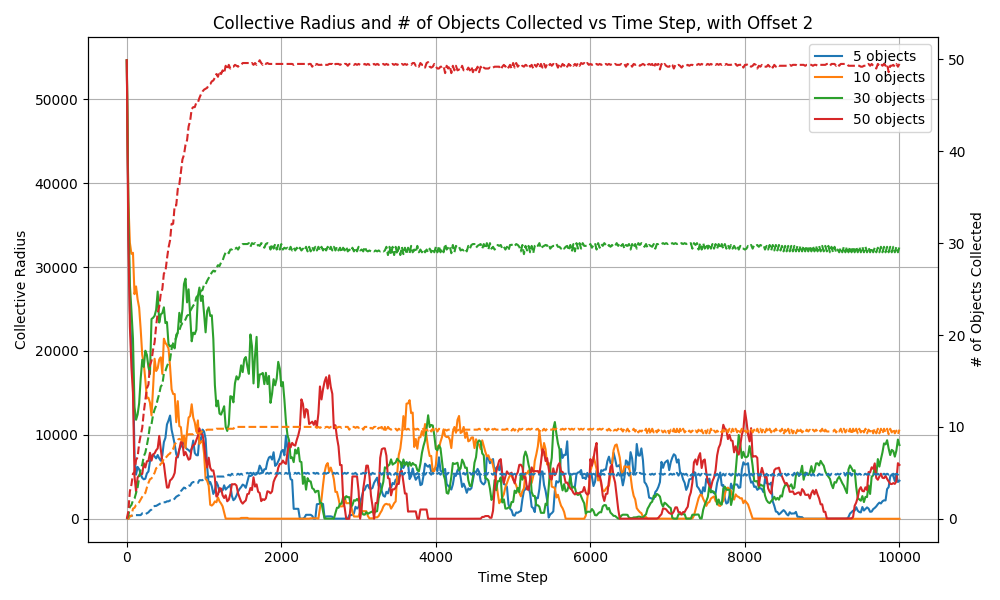 Collective Radius and # of Objects Collected vs Time Step, with Offset 2
5 objects
10 objects
30 objects
50 objects
50000
40000
30000
20000
10000
0
Collective Radius
50
40
30
20
10
0
# of Objects Collected
0
2000
4000
6000
8000
10000
Time Step